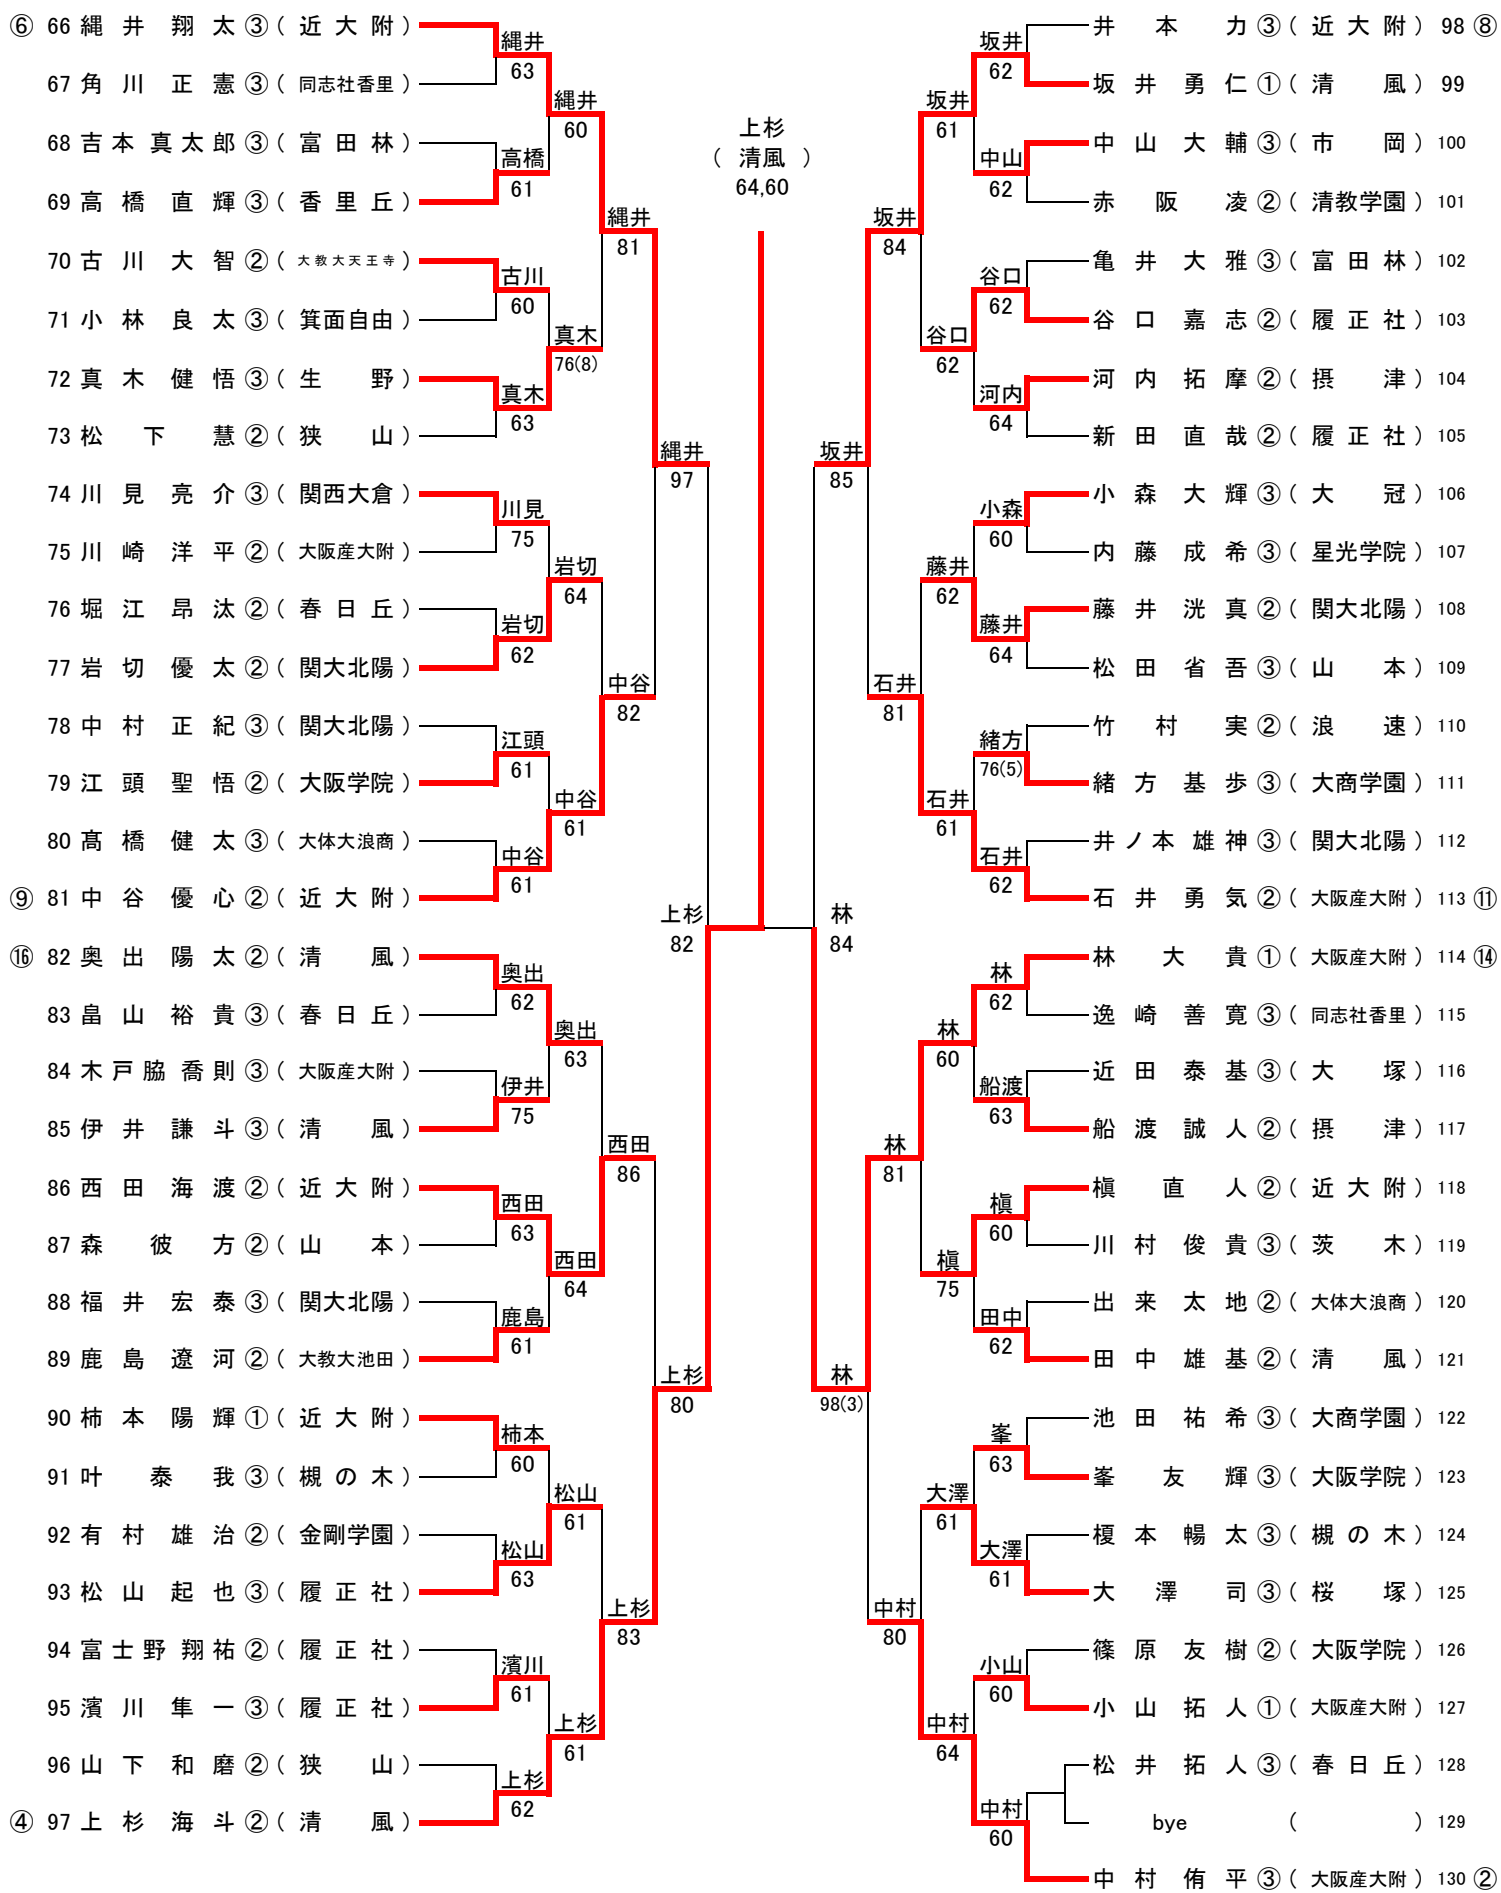 ⑥ 66 縄井 翔太 ③ ( 近大附 )
67 角川 正憲 ③ ( 同志社香里 )
68 吉本 真太郎 ③ ( 富田林 )
69 高橋 直輝 ③ ( 香里丘 )
70 古川 大智 ② ( 大教大天王寺 )
71 小林 良太 ③ ( 箕面自由 )
72 真木 健悟 ③ ( 生野 )
73 松下 慧 ② ( 狭山 )
74 川見 亮介 ③ ( 関西大倉 )
75 川崎 洋平 ② ( 大阪産大附 )
76 堀江 昂汰 ② ( 春日丘 )
77 岩切 優太 ② ( 関大北陽 )
78 中村 正紀 ③ ( 関大北陽 )
79 江頭 聖悟 ② ( 大阪学院 )
80 髙橋 健太 ③ ( 大体大浪商 )
⑨ 81 中谷 優心 ② ( 近大附 )
⑯ 82 奥出 陽太 ② ( 清風 )
83 畠山 裕貴 ③ ( 春日丘 )
84 木戸脇 喬則 ③ ( 大阪産大附 )
85 伊井 謙斗 ③ ( 清風 )
86 西田 海渡 ② ( 近大附 )
87 森 彼方 ② ( 山本 )
88 福井 宏泰 ③ ( 関大北陽 )
89 鹿島 遼河 ② ( 大教大池田 )
90 柿本 陽輝 ① ( 近大附 )
91 叶 泰我 ③ ( 槻の木 )
92 有村 雄治 ② ( 金剛学園 )
93 松山 起也 ③ ( 履正社 )
94 富士野 翔祐 ② ( 履正社 )
95 濱川 隼一 ③ ( 履正社 )
96 山下 和磨 ② ( 狭山 )
④ 97 上杉 海斗 ② ( 清風 )
縄井
63
高橋
61
古川
60
真木
63
川見
75
岩切
62
江頭
61
中谷
61
奥出
62
伊井
75
西田
63
鹿島
61
柿本
60
松山
63
濱川
61
上杉
62
縄井
60
真木
76(8)
岩切
64
中谷
61
奥出
63
西田
64
松山
61
上杉
61
縄井
81
中谷
82
西田
86
上杉
83
縄井
97
上杉
80
上杉
82
上杉
( 清風 )
64,60
林
84
坂井
85
林
98(3)
坂井
84
石井
81
林
81
中村
80
坂井
61
谷口
62
藤井
62
石井
61
林
60
槇
75
大澤
61
中村
64
坂井
62
中山
62
谷口
62
河内
64
小森
60
藤井
64
緒方
76(5)
石井
62
林
62
船渡
63
槇
60
田中
62
峯
63
大澤
61
小山
60
中村
60
井本 力 ③ ( 近大附 ) 98 ⑧
坂井 勇仁 ① ( 清風 ) 99
中山 大輔 ③ ( 市岡 ) 100
赤阪 凌 ② ( 清教学園 ) 101
亀井 大雅 ③ ( 富田林 ) 102
谷口 嘉志 ② ( 履正社 ) 103
河内 拓摩 ② ( 摂津 ) 104
新田 直哉 ② ( 履正社 ) 105
小森 大輝 ③ ( 大冠 ) 106
内藤 成希 ③ ( 星光学院 ) 107
藤井 洸真 ② ( 関大北陽 ) 108
松田 省吾 ③ ( 山本 ) 109
竹村 実 ② ( 浪速 ) 110
緒方 基歩 ③ ( 大商学園 ) 111
井ノ本 雄神 ③ ( 関大北陽 ) 112
石井 勇気 ② ( 大阪産大附 ) 113 ⑪
林 大貴 ① ( 大阪産大附 ) 114 ⑭
逸崎 善寛 ③ ( 同志社香里 ) 115
近田 泰基 ③ ( 大塚 ) 116
船渡 誠人 ② ( 摂津 ) 117
槇 直人 ② ( 近大附 ) 118
川村 俊貴 ③ ( 茨木 ) 119
出来 太地 ② ( 大体大浪商 ) 120
田中 雄基 ② ( 清風 ) 121
池田 祐希 ③ ( 大商学園 ) 122
峯 友輝 ③ ( 大阪学院 ) 123
榎本 暢太 ③ ( 槻の木 ) 124
大澤 司 ③ ( 桜塚 ) 125
篠原 友樹 ② ( 大阪学院 ) 126
小山 拓人 ① ( 大阪産大附 ) 127
松井 拓人 ③ ( 春日丘 ) 128
bye ( ) 129
中村 侑平 ③ ( 大阪産大附 ) 130 ②